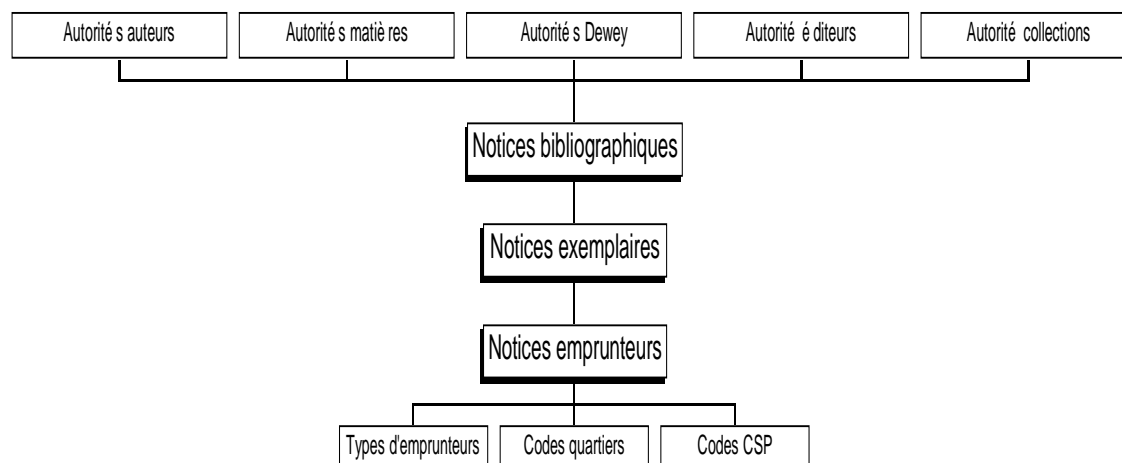 Autorité s auteurs
Autorité s matiè res
Autorité s Dewey
Autorité é diteurs
Autorité collections
Notices bibliographiques
Notices exemplaires
Notices emprunteurs
Types d'emprunteurs
Codes quartiers
Codes CSP